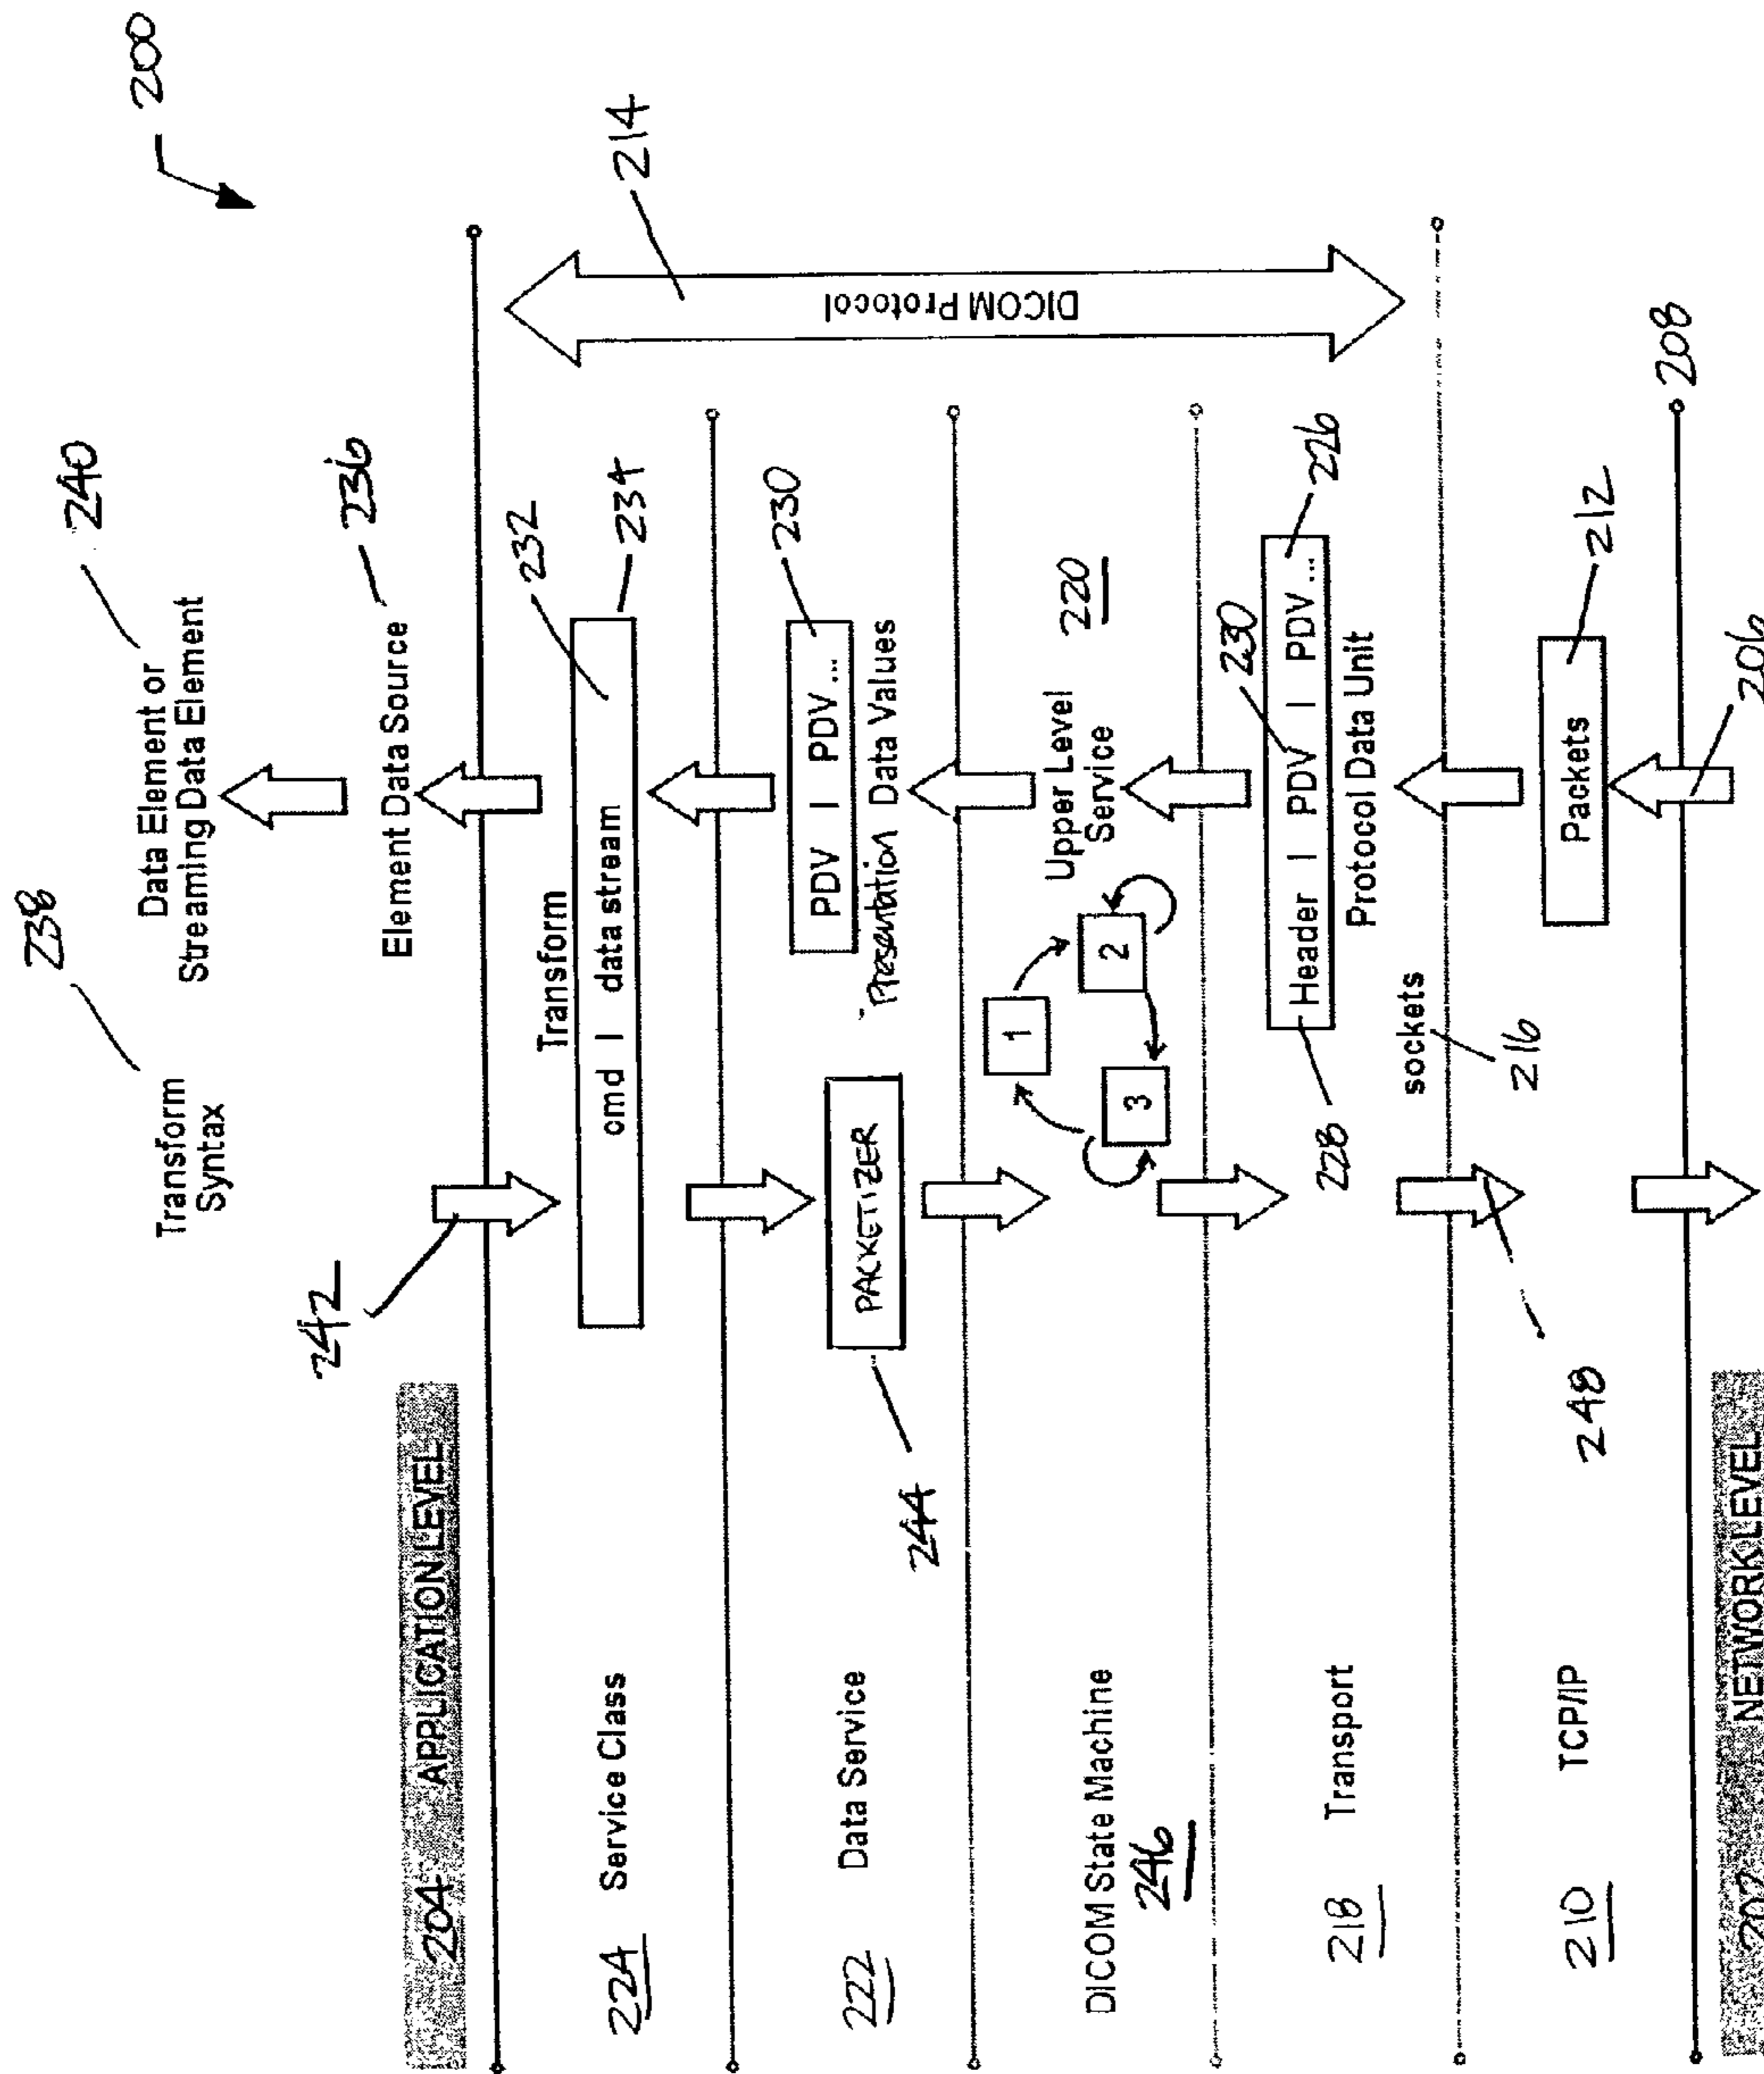 200
238
240
Transform
Syntax
Data Element or
Streaming Data Element
242
Element Data Source
236
204 APPLICATION LEVEL
Transform
232
cmd | data stream
234
224 Service Class
214
DICOM Protocol
PACKETIZER
PDV | PDV...
230
Presentation Data Values
222 Data Service
244
1
2
3
Upper Level
Service
220
DICOM State Machine
246
230
Header | PDV | PDV...
226
228
Protocol Data Unit
218 Transport
sockets
216
248
Packets
212
210 TCP/IP
208
206
202 NETWORK LEVEL